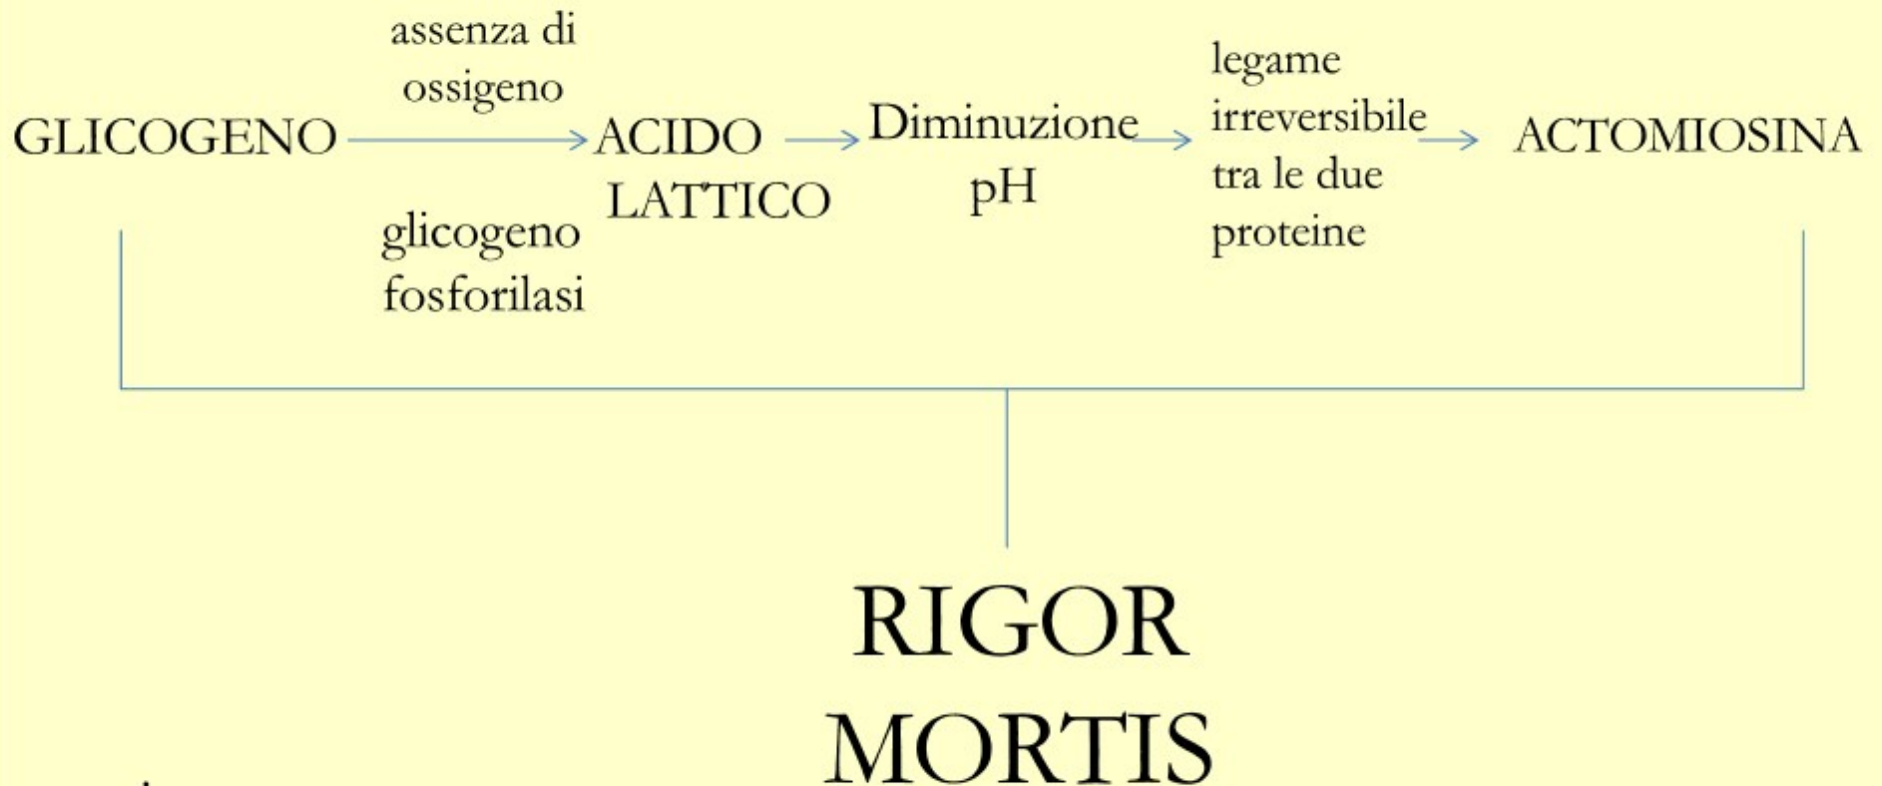 assenza di
ossigeno
GLICOGENO
glicogeno
fosforilasi
ACIDO
LATTICO
Diminuzione
pH
legame
irreversibile
tra le due
proteine
ACTOMIOSINA
RIGOR
MORTIS